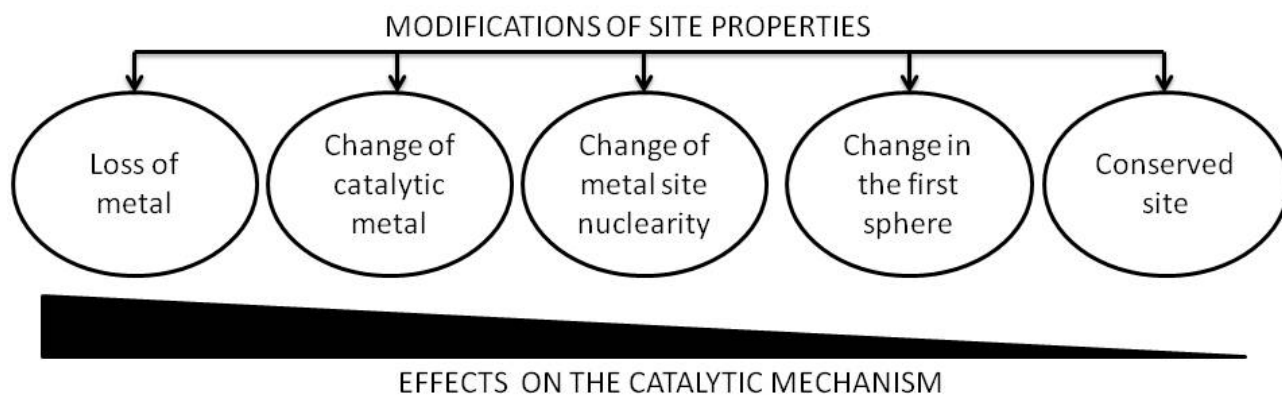 MODIFICATIONS OF SITE PROPERTIES
Loss of
metal
Change of
catalytic
metal
Change of
metal site
nuclearity
Change in
the first
sphere
Conserved
site
EFFECTS ON THE CATALYTIC MECHANISM